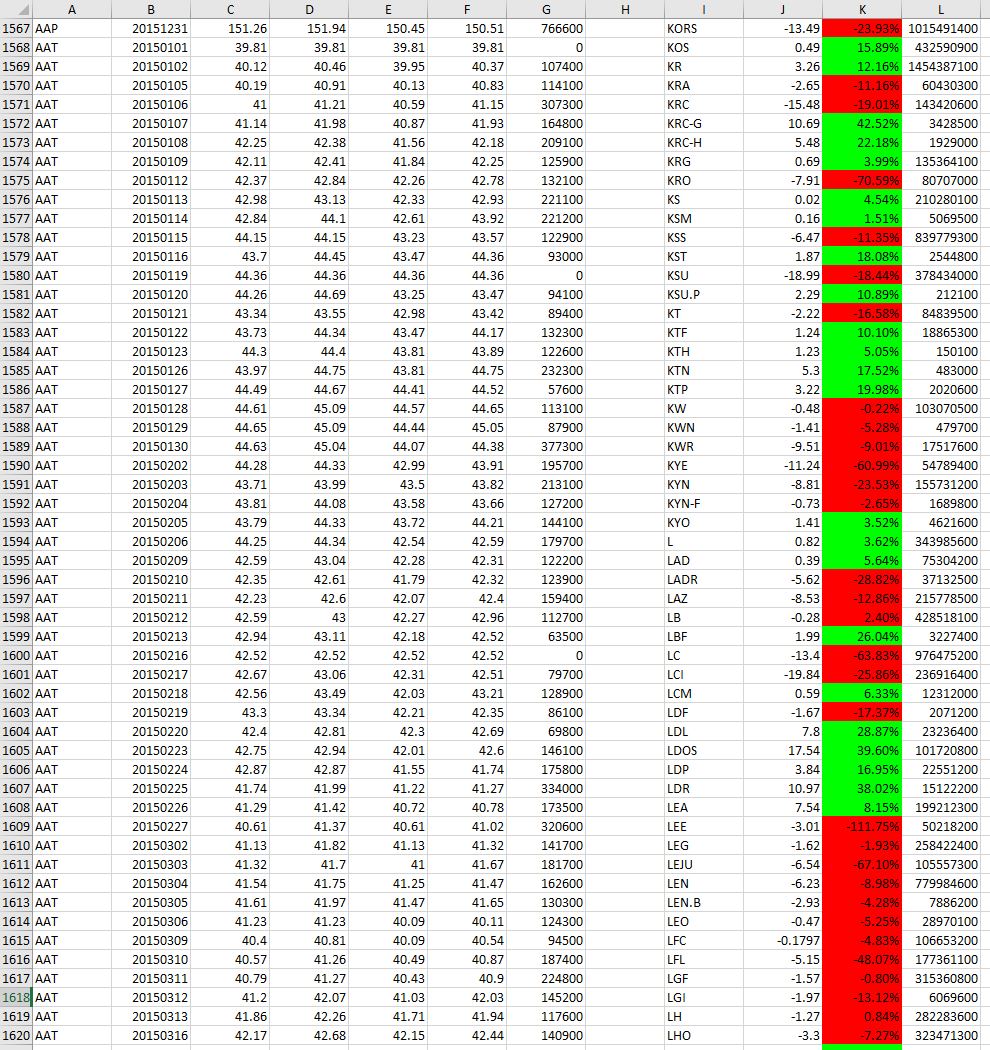 A B C D E F G H I J K L
1567 AAP 20151231 151.26 151.94 150.45 150.51 766600 KORS -13.49 -23.93% 1015491400
1568 AAT 20150101 39.81 39.81 39.81 39.81 0 KOS 0.49 15.89% 432590900
1569 AAT 20150102 40.12 40.46 39.95 40.37 107400 KR 3.26 12.16% 1454387100
1570 AAT 20150105 40.19 40.91 40.13 40.83 114100 KRA -2.65 -11.16% 60430300
1571 AAT 20150106 41 41.21 40.59 41.15 307300 KRC -15.48 -19.01% 143420600
1572 AAT 20150107 41.14 41.98 40.87 41.93 164800 KRC-G 10.69 42.52% 3428500
1573 AAT 20150108 42.25 42.38 41.56 42.18 209100 KRC-H 5.48 22.18% 1929000
1574 AAT 20150109 42.11 42.41 41.84 42.25 125900 KRG 0.69 3.99% 135364100
1575 AAT 20150112 42.37 42.84 42.26 42.78 132100 KRO -7.91 -70.59% 80707000
1576 AAT 20150113 42.98 43.13 42.33 42.93 221100 KS 0.02 4.54% 210280100
1577 AAT 20150114 42.84 44.1 42.61 43.92 221200 KSM 0.16 1.51% 5069500
1578 AAT 20150115 44.15 44.15 43.23 43.57 122900 KSS -6.47 -11.35% 839779300
1579 AAT 20150116 43.7 44.45 43.47 44.36 93000 KST 1.87 18.08% 2544800
1580 AAT 20150119 44.36 44.36 44.36 44.36 0 KSU -18.99 -18.44% 378434000
1581 AAT 20150120 44.26 44.69 43.25 43.47 94100 KSU.P 2.29 10.89% 212100
1582 AAT 20150121 43.34 43.55 42.98 43.42 89400 KT -2.22 -16.58% 84839500
1583 AAT 20150122 43.73 44.34 43.47 44.17 132300 KTF 1.24 10.10% 18865300
1584 AAT 20150123 44.3 44.4 43.81 43.89 122600 KTH 1.23 5.05% 150100
1585 AAT 20150126 43.97 44.75 43.81 44.75 232300 KTN 5.3 17.52% 483000
1586 AAT 20150127 44.49 44.67 44.41 44.52 57600 KTP 3.22 19.98% 2020600
1587 AAT 20150128 44.61 45.09 44.57 44.65 113100 KW -0.48 -0.22% 103070500
1588 AAT 20150129 44.65 45.09 44.44 45.05 87900 KWN -1.41 -5.28% 479700
1589 AAT 20150130 44.63 45.04 44.07 44.38 377300 KWR -9.51 -9.01% 17517600
1590 AAT 20150202 44.28 44.33 42.99 43.91 195700 KYE -11.24 -60.99% 54789400
1591 AAT 20150203 43.71 43.99 43.5 43.82 213100 KYN -8.81 -23.53% 155731200
1592 AAT 20150204 43.81 44.08 43.58 43.66 127200 KYN-F -0.73 -2.65% 1689800
1593 AAT 20150205 43.79 44.33 43.72 44.21 144100 KYO 1.41 3.52% 4621600
1594 AAT 20150206 44.25 44.34 42.54 42.59 179700 L 0.82 3.62% 343985600
1595 AAT 20150209 42.59 43.04 42.28 42.31 122200 LAD 0.39 5.64% 75304200
1596 AAT 20150210 42.35 42.61 41.79 42.32 123900 LADR -5.62 -28.82% 37132500
1597 AAT 20150211 42.23 42.6 42.07 42.4 159400 LAZ -8.53 -12.86% 215778500
1598 AAT 20150212 42.59 43 42.27 42.96 112700 LB -0.28 2.40% 428518100
1599 AAT 20150213 42.94 43.11 42.18 42.52 63500 LBF 1.99 26.04% 3227400
1600 AAT 20150216 42.52 42.52 42.52 42.52 0 LC -13.4 -63.83% 976475200
1601 AAT 20150217 42.67 43.06 42.31 42.51 79700 LCI -19.84 -25.86% 236916400
1602 AAT 20150218 42.56 43.49 42.03 43.21 128900 LCM 0.59 6.33% 12312000
1603 AAT 20150219 43.3 43.34 42.21 42.35 86100 LDF -1.67 -17.37% 2071200
1604 AAT 20150220 42.4 42.81 42.3 42.69 69800 LDL 7.8 28.87% 23236400
1605 AAT 20150223 42.75 42.94 42.01 42.6 146100 LDOS 17.54 39.60% 101720800
1606 AAT 20150224 42.87 42.87 41.55 41.74 175800 LDP 3.84 16.95% 22551200
1607 AAT 20150225 41.74 41.99 41.22 41.27 334000 LDR 10.97 38.02% 15122200
1608 AAT 20150226 41.29 41.42 40.72 40.78 173500 LEA 7.54 8.15% 199212300
1609 AAT 20150227 40.61 41.37 40.61 41.02 320600 LEE -3.01 -111.75% 50218200
1610 AAT 20150302 41.13 41.82 41.13 41.32 141700 LEG -1.62 -1.93% 258422400
1611 AAT 20150303 41.32 41.7 41 41.67 181700 LEJU -6.54 -67.10% 105557300
1612 AAT 20150304 41.54 41.75 41.25 41.47 162600 LEN -6.23 -8.98% 779984600
1613 AAT 20150305 41.61 41.97 41.47 41.65 130300 LEN.B -2.93 -4.28% 7886200
1614 AAT 20150306 41.23 41.23 40.09 40.11 124300 LEO -0.47 -5.25% 28970100
1615 AAT 20150309 40.4 40.81 40.09 40.54 94500 LFC -0.1797 -4.83% 106653200
1616 AAT 20150310 40.57 41.26 40.49 40.87 187400 LFL -5.15 -48.07% 177361100
1617 AAT 20150311 40.79 41.27 40.43 40.9 224800 LGF -1.57 -0.80% 315360800
1618 AAT 20150312 41.2 42.07 41.03 42.03 145200 LGI -1.97 -13.12% 6069600
1619 AAT 20150313 41.86 42.26 41.71 41.94 117600 LH -1.27 0.84% 282283600
1620 AAT 20150316 42.17 42.68 42.15 42.44 140900 LHO -3.3 -7.27% 323471300